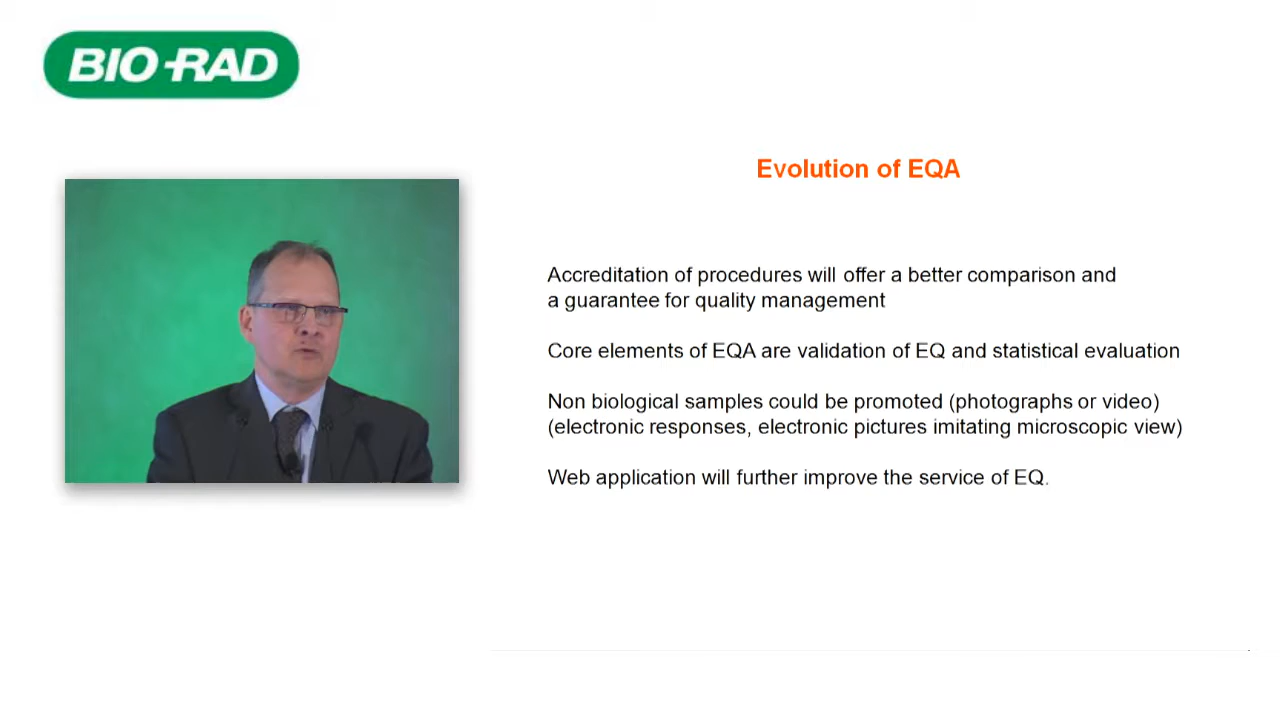 BIO-RAD
Evolution of EQA
Accreditation of procedures will offer a better comparison and
a guarantee for quality management
Core elements of EQA are validation of EQ and statistical evaluation
Non biological samples could be promoted (photographs or video)
(electronic responses, electronic pictures imitating microscopic view)
Web application will further improve the service of EQ.